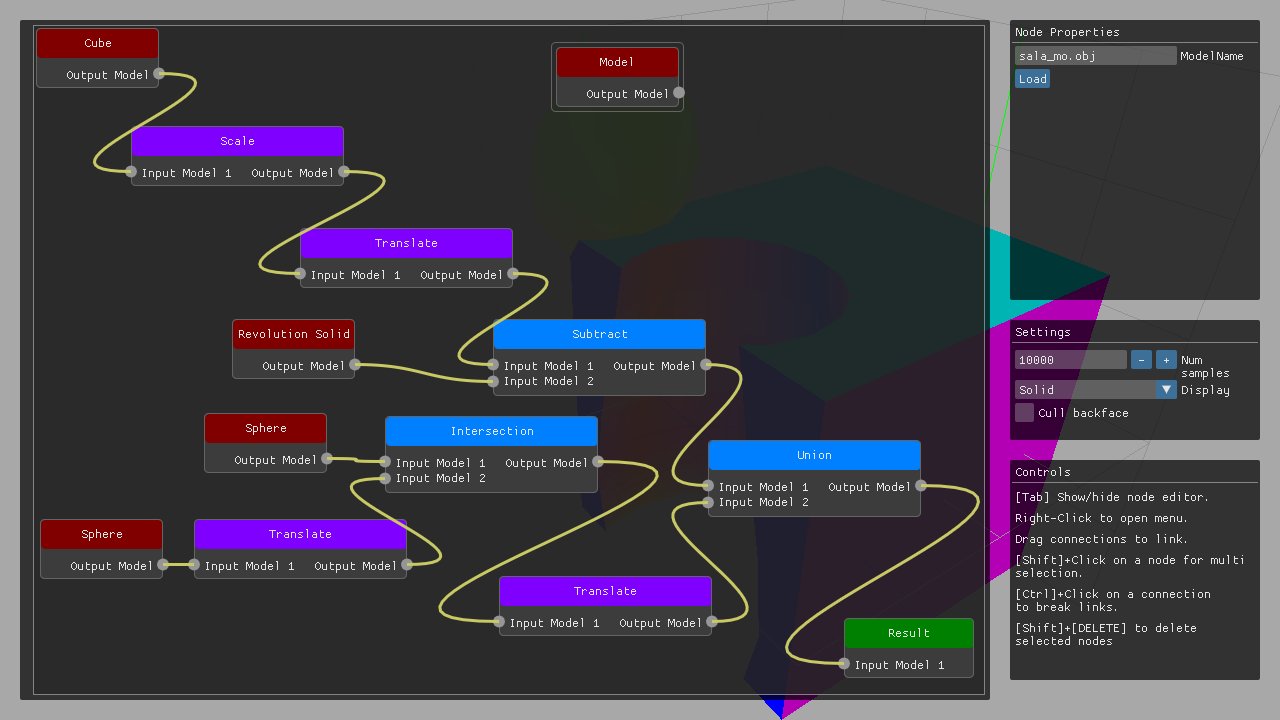 Cube
Output Model
Model
Output Model
Scale
Input Model 1 Output Model
Translate
Input Model 1 Output Model
Revolution Solid
Output Model
Subtract
Input Model 1 Output Model
Input Model 2
Sphere
Output Model
Intersection
Input Model 1 Output Model
Input Model 2
Union
Input Model 1 Output Model
Input Model 2
Sphere
Output Model
Translate
Input Model 1 Output Model
Translate
Input Model 1 Output Model
Result
Input Model 1
Node Properties
sala_mo.obj ModelName
Load
Settings
10000 - + Num
samples
Solid Display
Cull backface
Controls
[Tab] Show/hide node editor.
Right-Click to open menu.
Drag connections to link.
[Shift]+Click on a node for multi
selection.
[Ctrl]+Click on a connection
to break links.
[Shift]+[DELETE] to delete
selected nodes